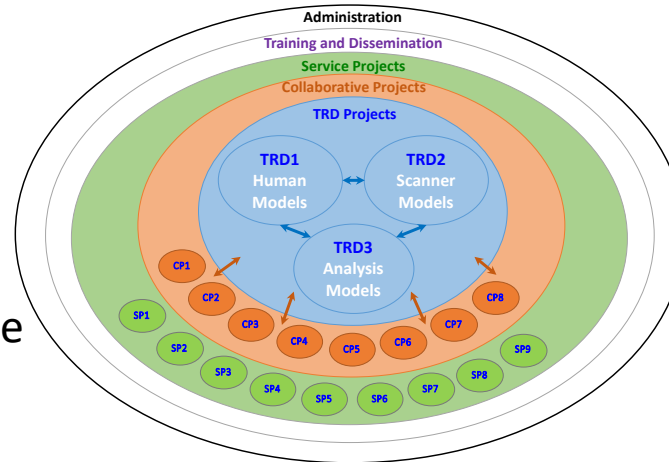 Administration
Training and Dissemination
Service Projects
Collaborative Projects
TRD Projects
TRD1
Human
Models
TRD2
Scanner
Models
TRD3
Analysis
Models
CP1
CP2
CP3
CP4
CP5
CP6
CP7
CP8
e
SP1
SP2
SP3
SP4
SP5
SP6
SP7
SP8
SP9